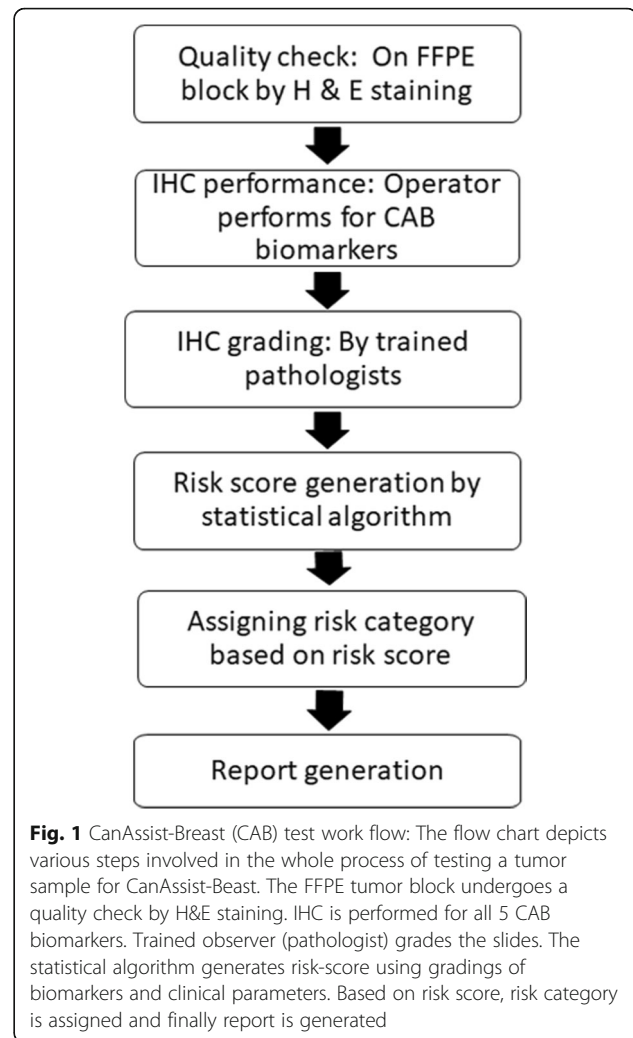 Quality check: On FFPE
block by H & E staining
IHC performance: Operator
performs for CAB
biomarkers
IHC grading: By trained
pathologists
Risk score generation by
statistical algorithm
Assigning risk category
based on risk score
Report generation
Fig. 1 CanAssist-Breast (CAB) test work flow: The flow chart depicts
various steps involved in the whole process of testing a tumor
sample for CanAssist-Beast. The FFPE tumor block undergoes a
quality check by H&E staining. IHC is performed for all 5 CAB
biomarkers. Trained observer (pathologist) grades the slides. The
statistical algorithm generates risk-score using gradings of
biomarkers and clinical parameters. Based on risk score, risk category
is assigned and finally report is generated